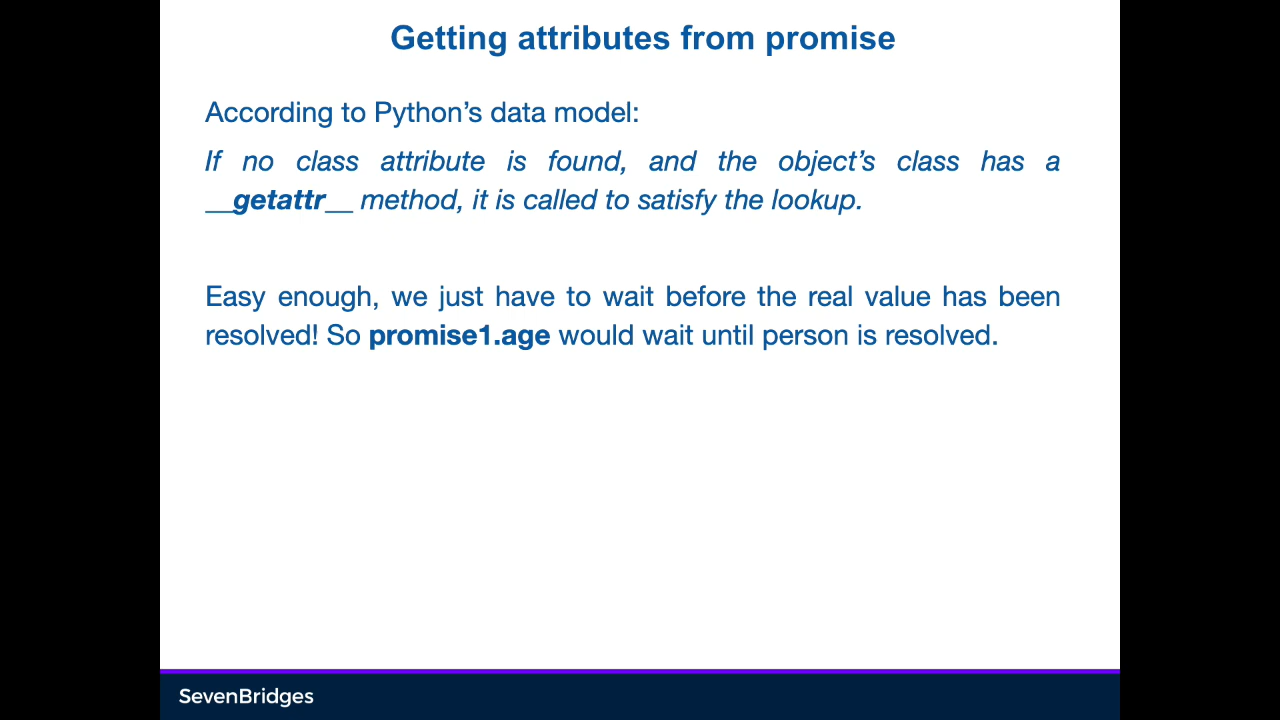 Getting attributes from promise
According to Python’s data model:
If no class attribute is found, and the object’s class has a
__getattr__ method, it is called to satisfy the lookup.
Easy enough, we just have to wait before the real value has been
resolved! So promise1.age would wait until person is resolved.
SevenBridges